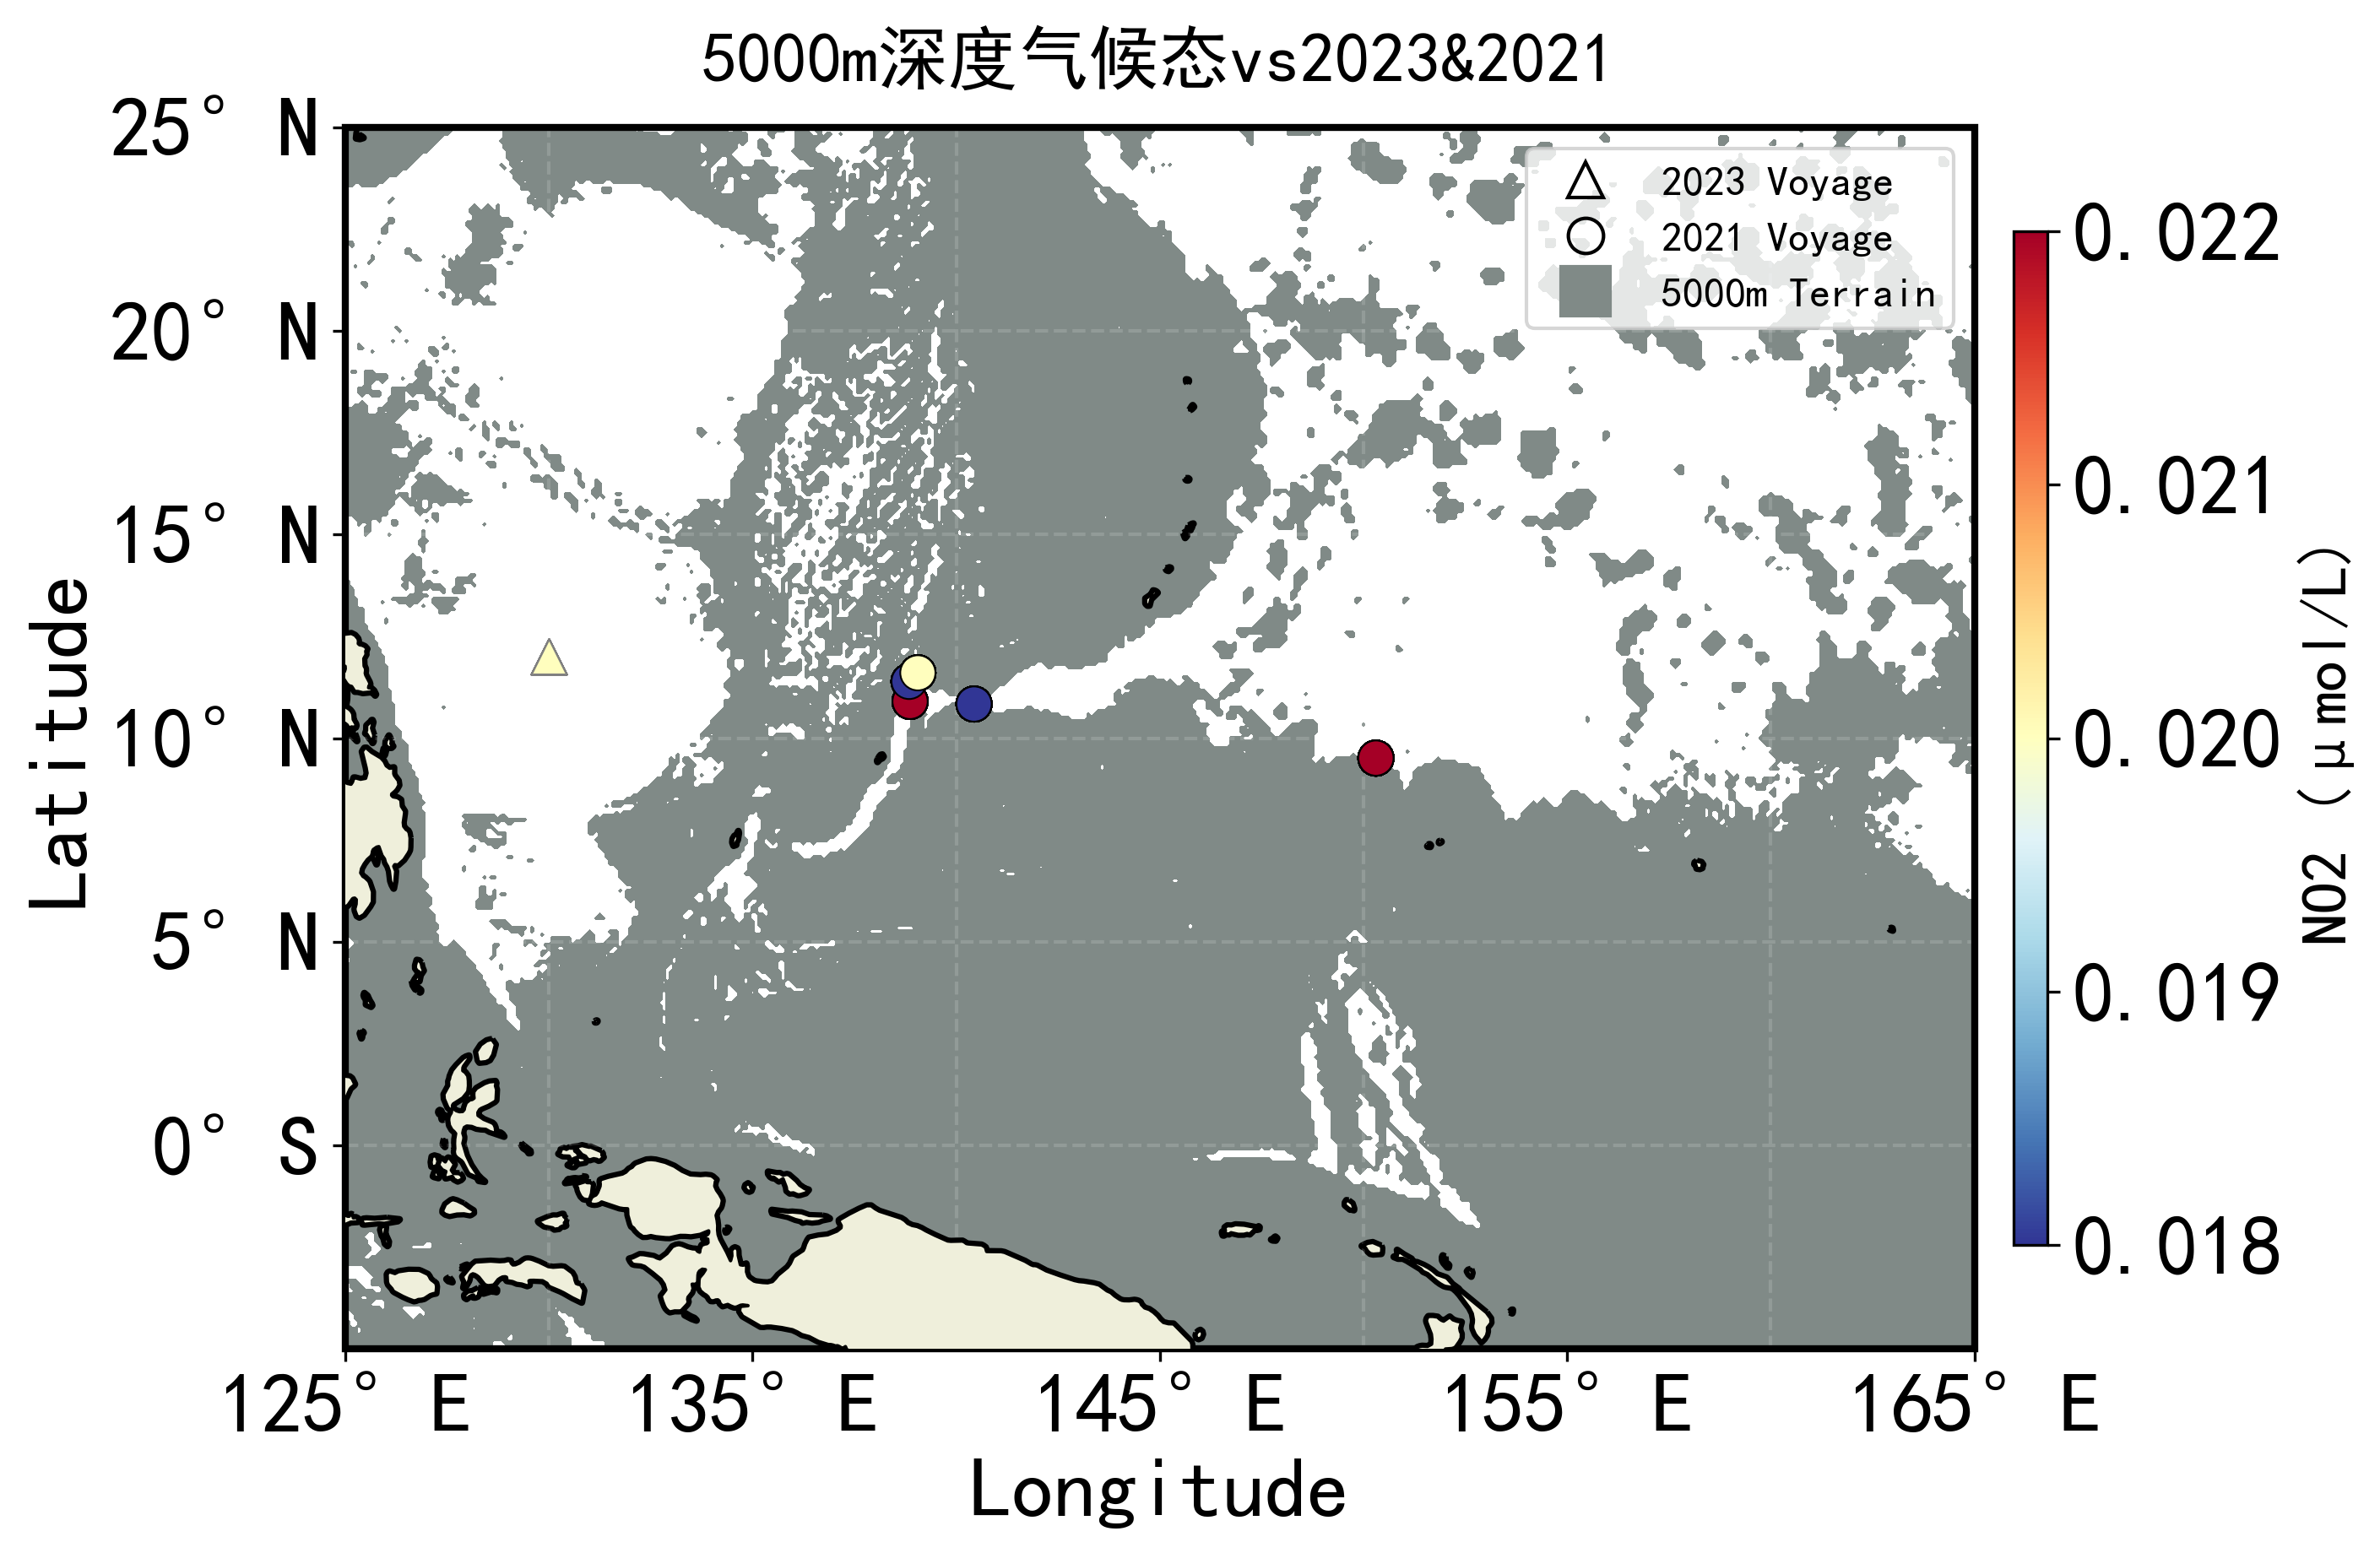 5000m深度气候态vs2023&2021
25° N
20° N
15° N
10° N
5° N
0° S
Latitude
2023 Voyage
2021 Voyage
5000m Terrain
125° E
135° E
145° E
155° E
165° E
Longitude
0.022
0.021
0.020
0.019
0.018
NO2 (μmol/L)